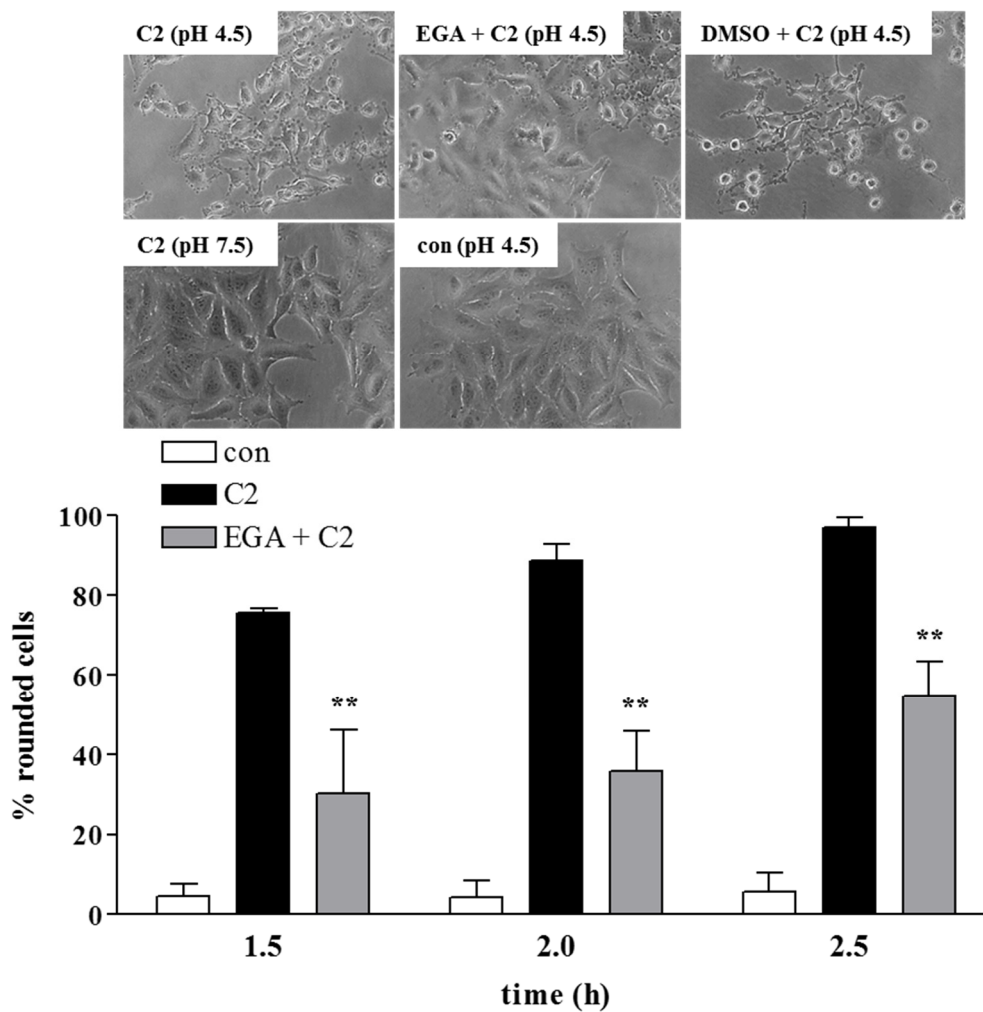 C2 (pH 4.5)
EGA + C2 (pH 4.5)
DMSO + C2 (pH 4.5)
C2 (pH 7.5)
con (pH 4.5)
con
C2
EGA + C2
100
80
60
40
20
0
% rounded cells
**
**
**
1.5
2.0
2.5
time (h)